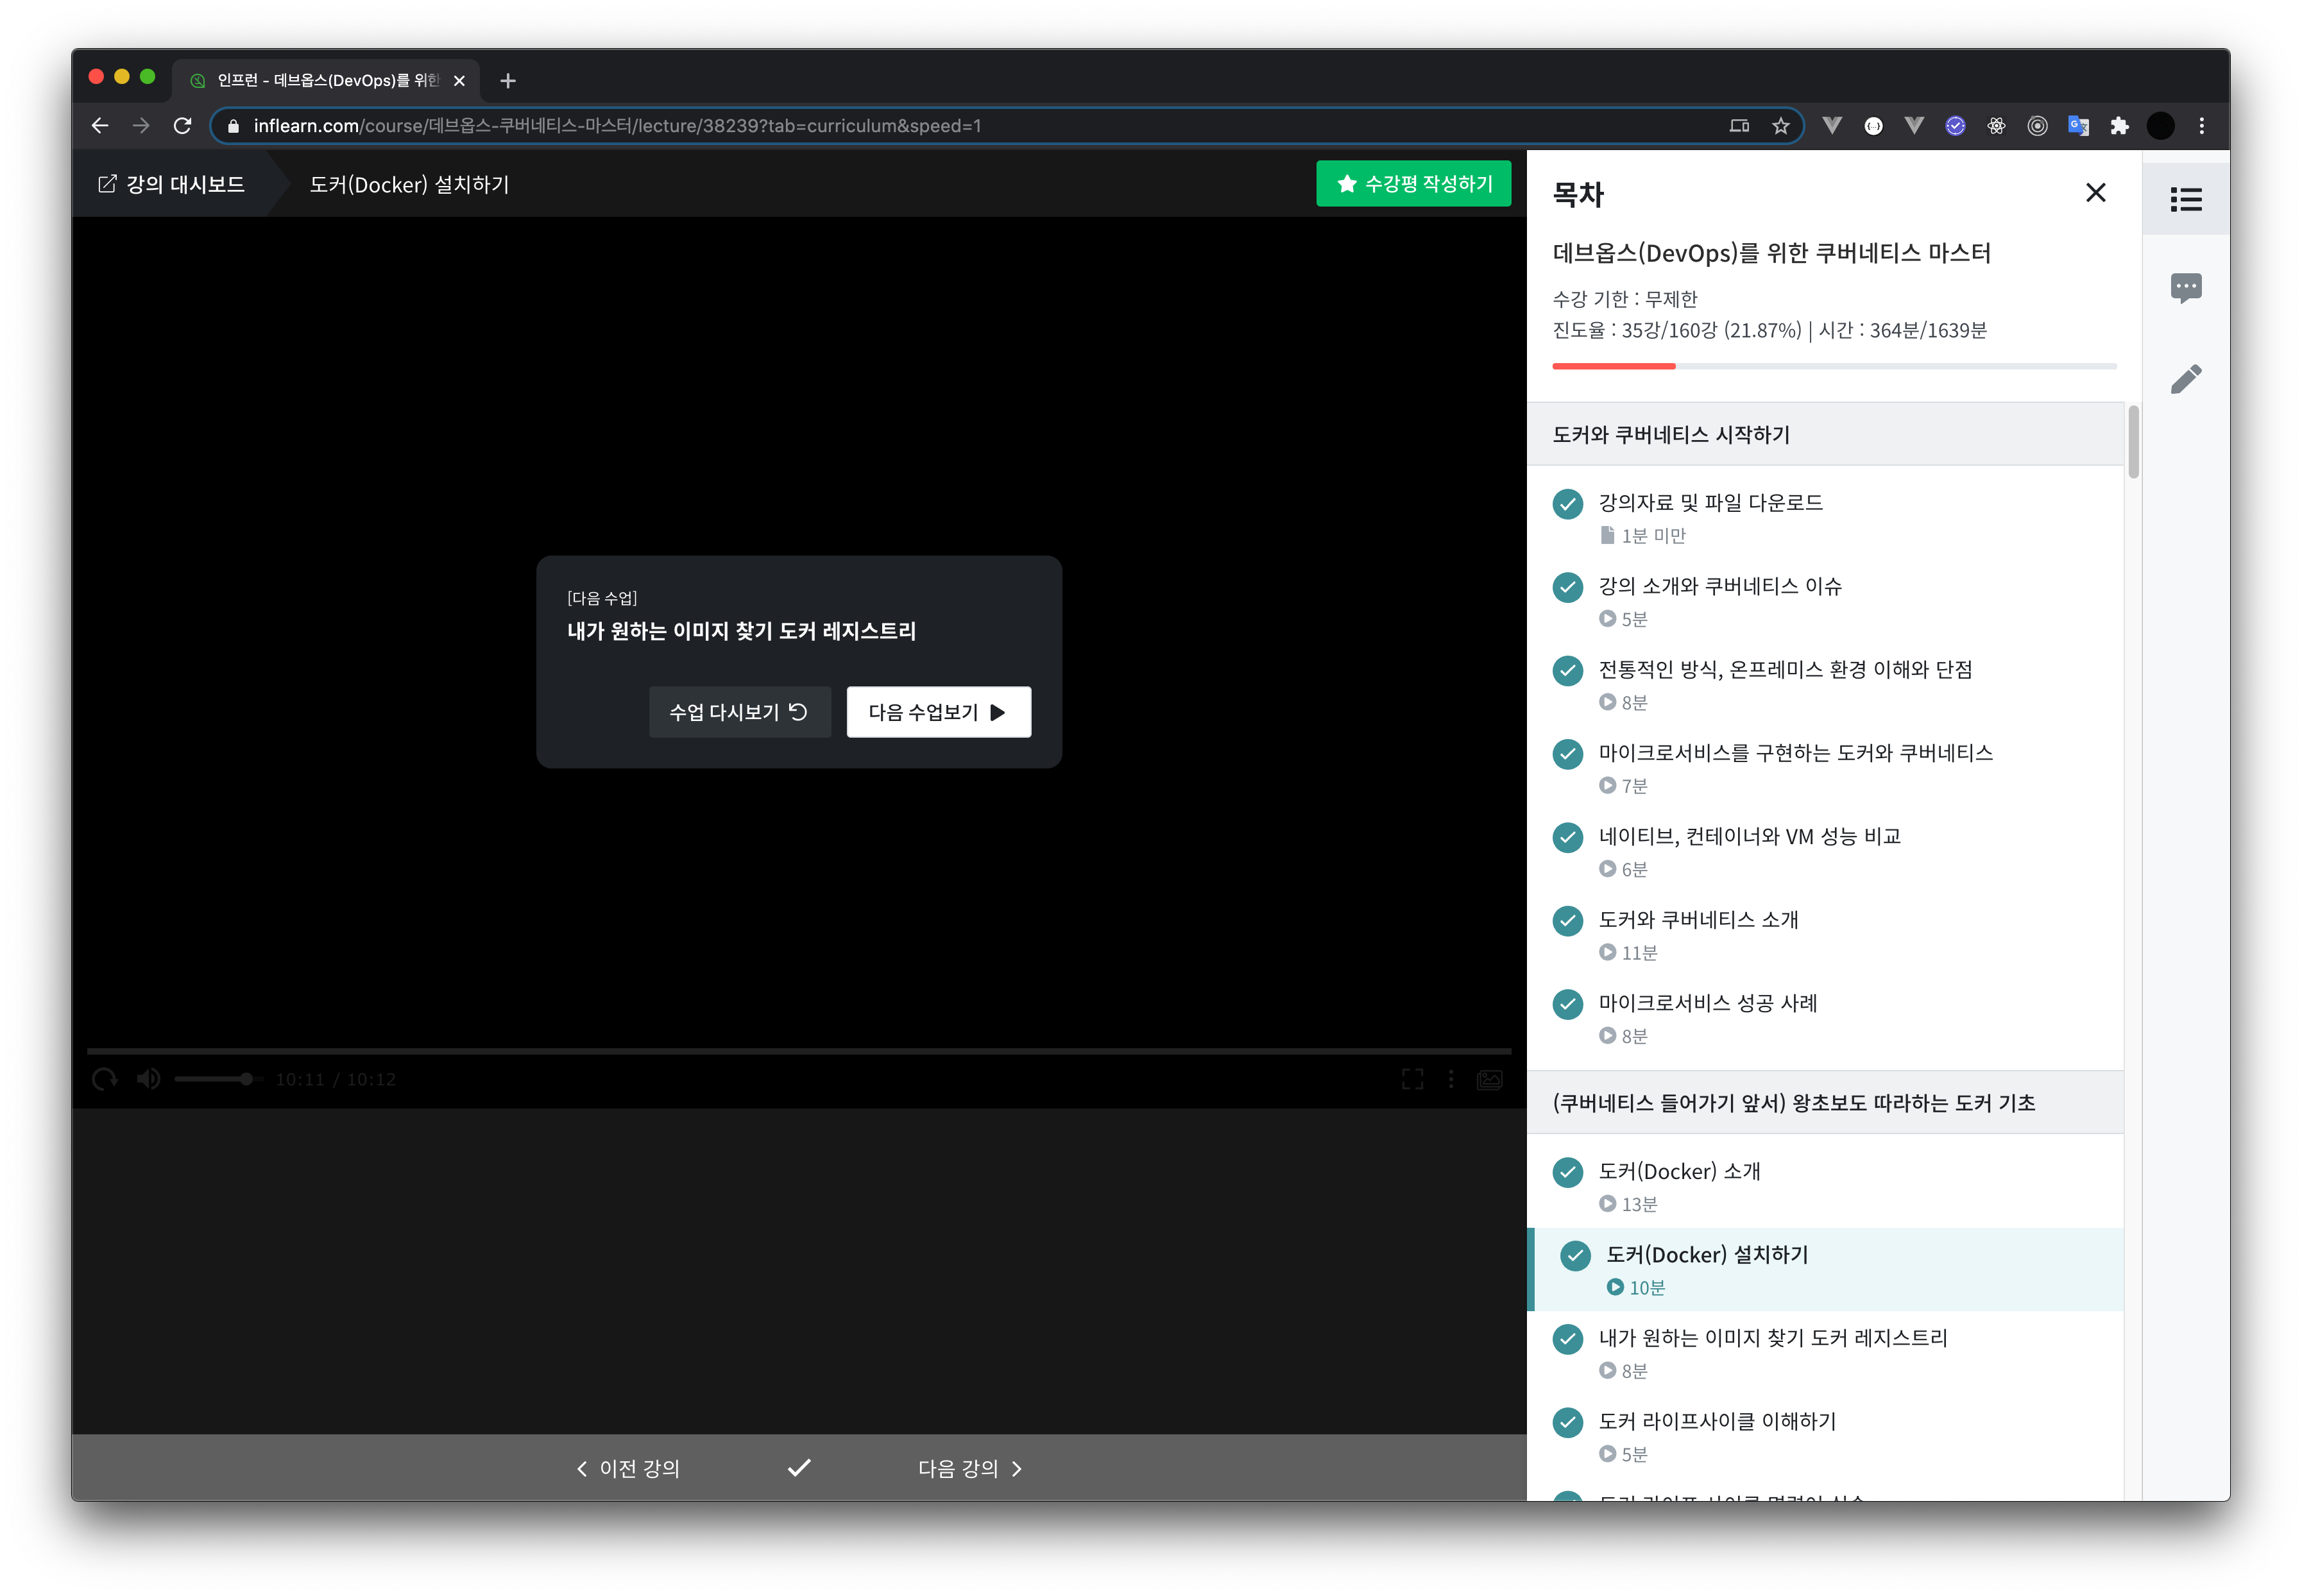 인프런 - 데브옵스(DevOps)를 위한
inflearn.com/course/데브옵스-쿠버네티스-마스터/lecture/38239?tab=curriculum&speed=1
강의 대시보드
도커(Docker) 설치하기
수강평 작성하기
[다음 수업]
내가 원하는 이미지 찾기 도커 레지스트리
수업 다시보기
다음 수업보기
10:11 / 10:12
이전 강의
다음 강의
목차
데브옵스(DevOps)를 위한 쿠버네티스 마스터
수강 기한 : 무제한
진도율 : 35강/160강 (21.87%) | 시간 : 364분/1639분
도커와 쿠버네티스 시작하기
강의자료 및 파일 다운로드
1분 미만
강의 소개와 쿠버네티스 이슈
5분
전통적인 방식, 온프레미스 환경 이해와 단점
8분
마이크로서비스를 구현하는 도커와 쿠버네티스
7분
네이티브, 컨테이너와 VM 성능 비교
6분
도커와 쿠버네티스 소개
11분
마이크로서비스 성공 사례
8분
(쿠버네티스 들어가기 앞서) 왕초보도 따라하는 도커 기초
도커(Docker) 소개
13분
도커(Docker) 설치하기
10분
내가 원하는 이미지 찾기 도커 레지스트리
8분
도커 라이프사이클 이해하기
5분